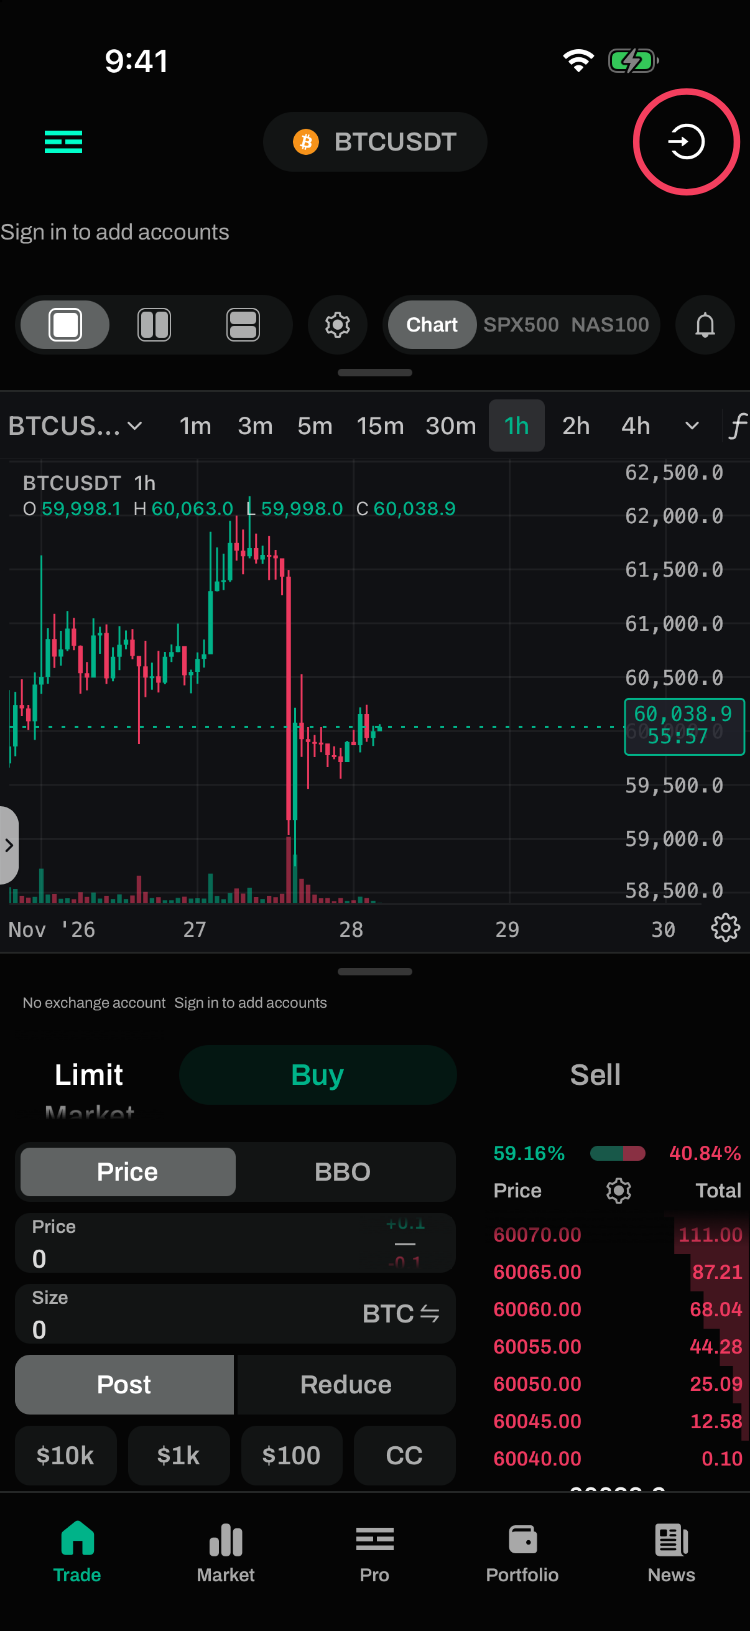 9:41
BTCUSDT
Sign in to add accounts
Chart SPX500 NAS100
BTCUS... 1m 3m 5m 15m 30m 1h 2h 4h f
BTCUSDT 1h
O 59,998.1 H 60,063.0 L 59,998.0 C 60,038.9
62,500.0
62,000.0
61,500.0
61,000.0
60,500.0
60,038.9
55:57
59,500.0
59,000.0
58,500.0
Nov '26 27 28 29 30
No exchange account Sign in to add accounts
Limit Buy Sell
Market
59.16% 40.84%
Price BBO
Price Total
Price +0.1
0 -0.1
Size
0 BTC
Post Reduce
$10k $1k $100 CC
60070.00 111.00
60065.00 87.21
60060.00 68.04
60055.00 44.28
60050.00 25.09
60045.00 12.58
60040.00 0.10
Trade Market Pro Portfolio News